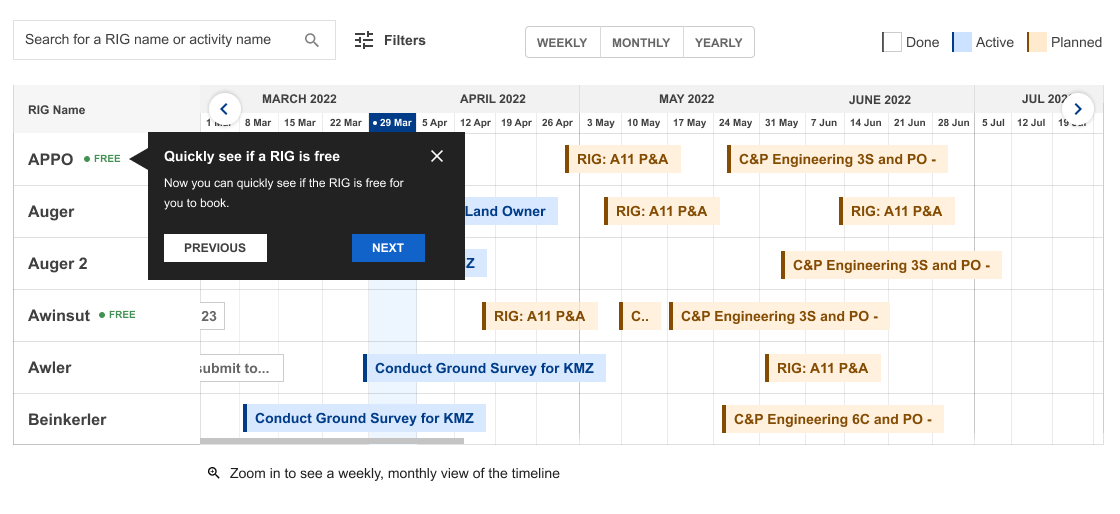 Search for a RIG name or activity name
Filters
WEEKLY MONTHLY YEARLY
Done Active Planned
RIG Name
MARCH 2022 APRIL 2022 MAY 2022 JUNE 2022
8 Mar 15 Mar 22 Mar 29 Mar 5 Apr 12 Apr 19 Apr 26 Apr 3 May 10 May 17 May 24 May 31 May 7 Jun 14 Jun 21 Jun 28 Jun 5 Jul 12 Jul
APPO FREE
RIG: A11 P&A C&P Engineering 3S and PO -
Quickly see if a RIG is free
Now you can quickly see if the RIG is free for
you to book.
PREVIOUS NEXT
Auger
Land Owner RIG: A11 P&A RIG: A11 P&A
Auger 2
Z C&P Engineering 3S and PO -
Awinsut FREE
23 RIG: A11 P&A C.. C&P Engineering 3S and PO -
Awler
submit to... Conduct Ground Survey for KMZ RIG: A11 P&A
Beinkerler
Conduct Ground Survey for KMZ C&P Engineering 6C and PO -
Zoom in to see a weekly, monthly view of the timeline